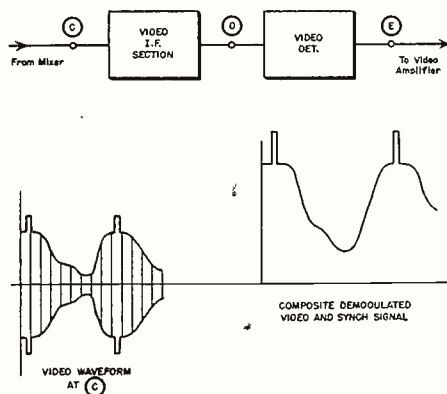 C
VIDEO
I.F.
SECTION
D
VIDEO
DET.
E
From Mixer
To Video
Amplifier
COMPOSITE DEMODULATED
VIDEO AND SYNCH SIGNAL
VIDEO WAVEFORM
AT C